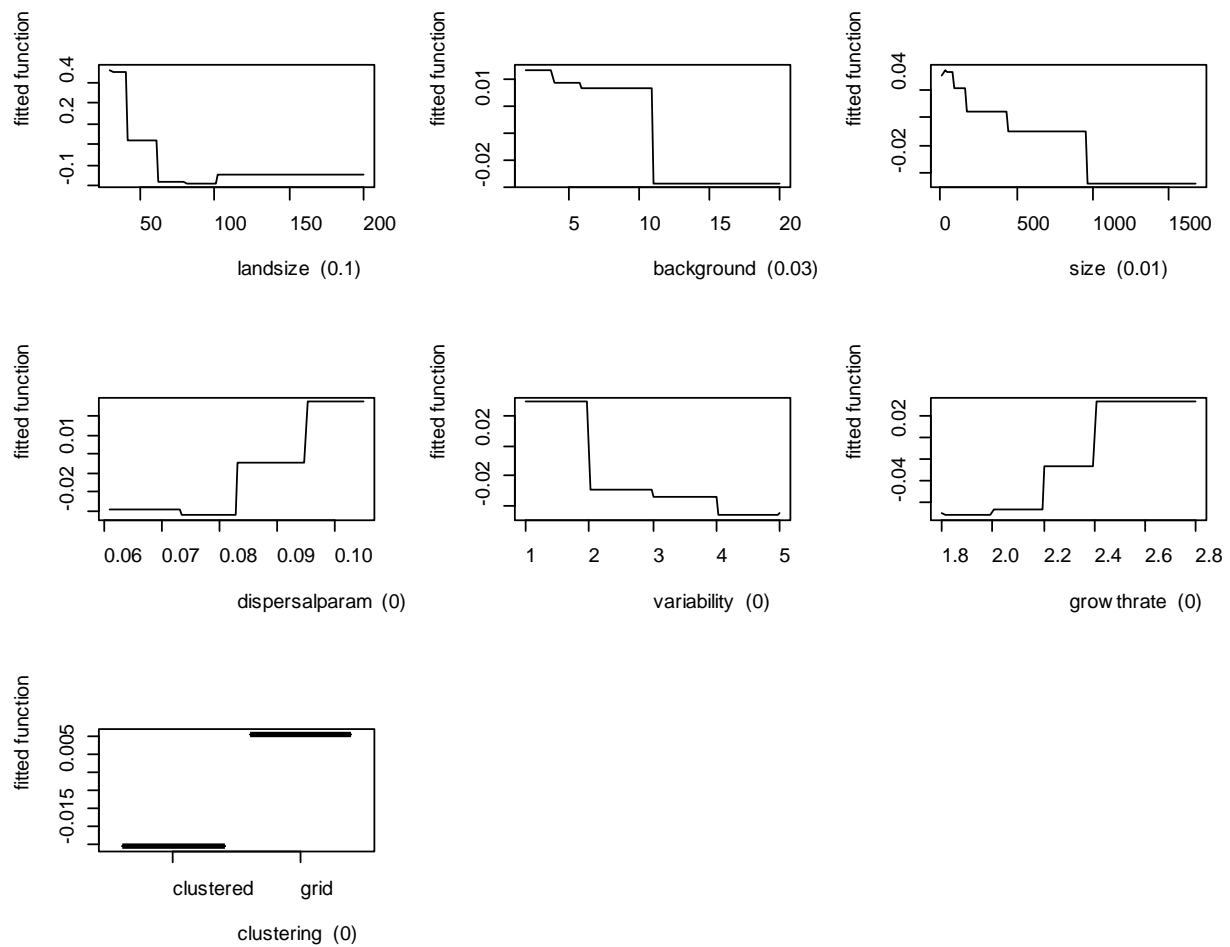 fitted function
0.4
0.2
-0.1
50 100 150 200
landsize (0.1)
fitted function
0.01
-0.02
5 10 15 20
background (0.03)
fitted function
0.04
-0.02
0 500 1000 1500
size (0.01)
fitted function
0.01
-0.02
0.06 0.07 0.08 0.09 0.10
dispersalparam (0)
fitted function
0.02
-0.02
1 2 3 4 5
variability (0)
fitted function
0.02
-0.04
1.8 2.0 2.2 2.4 2.6 2.8
grow thrate (0)
fitted function
0.005
-0.015
clustered grid
clustering (0)